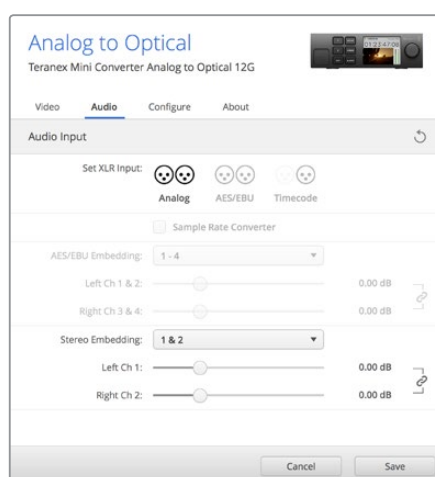 Analog to Optical
Teranex Mini Converter Analog to Optical 12G
Video Audio Configure About
Audio Input
Set XLR Input:
Analog AES/EBU Timecode
Sample Rate Converter
AES/EBU Embedding: 1 - 4
Left Ch 1 & 2: 0.00 dB
Right Ch 3 & 4: 0.00 dB
Stereo Embedding: 1 & 2
Left Ch 1: 0.00 dB
Right Ch 2: 0.00 dB
Cancel Save